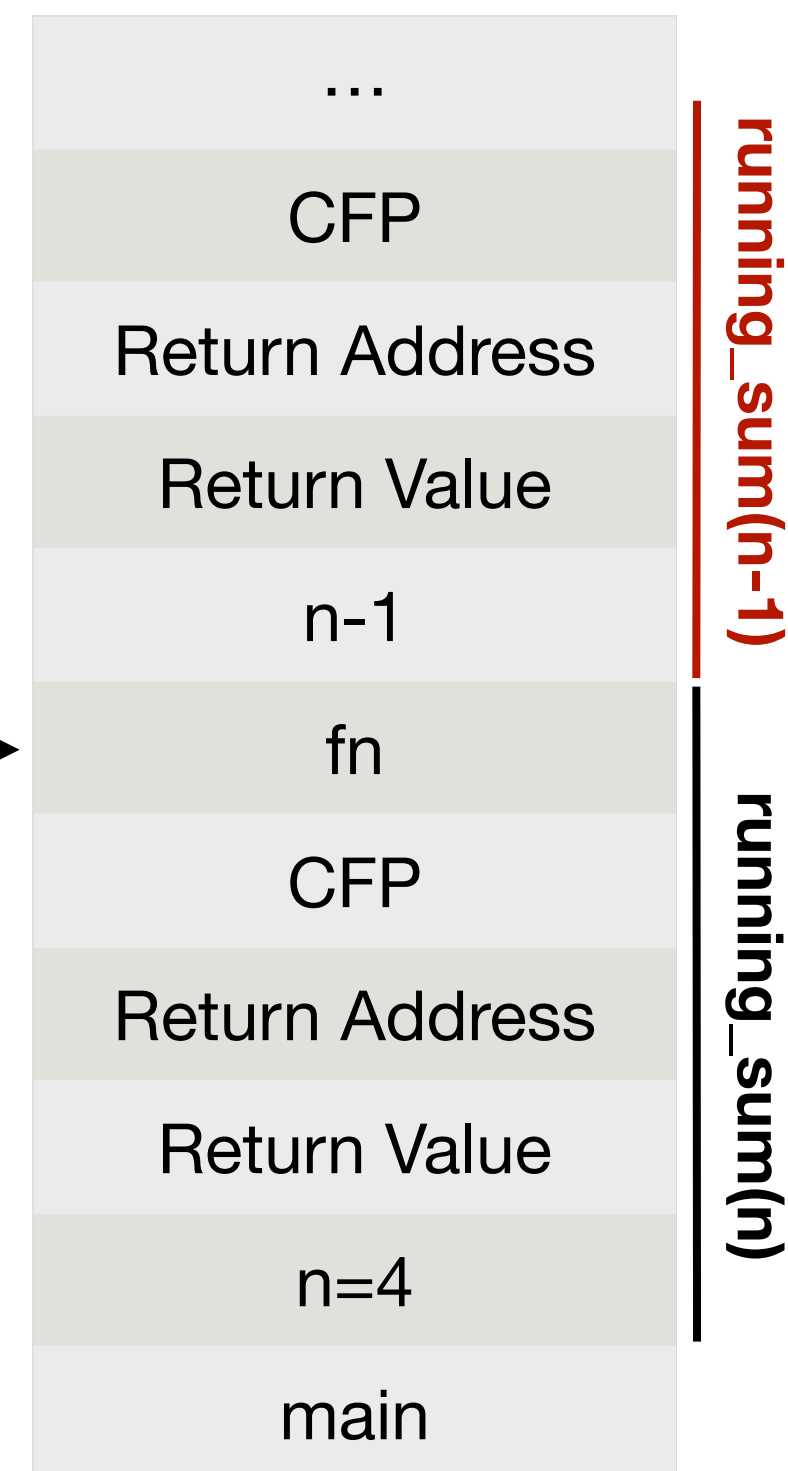 ...
CFP
Return Address
Return Value
n-1
fn
CFP
Return Address
Return Value
n=4
main
running_sum(n-1)
running_sum(n)